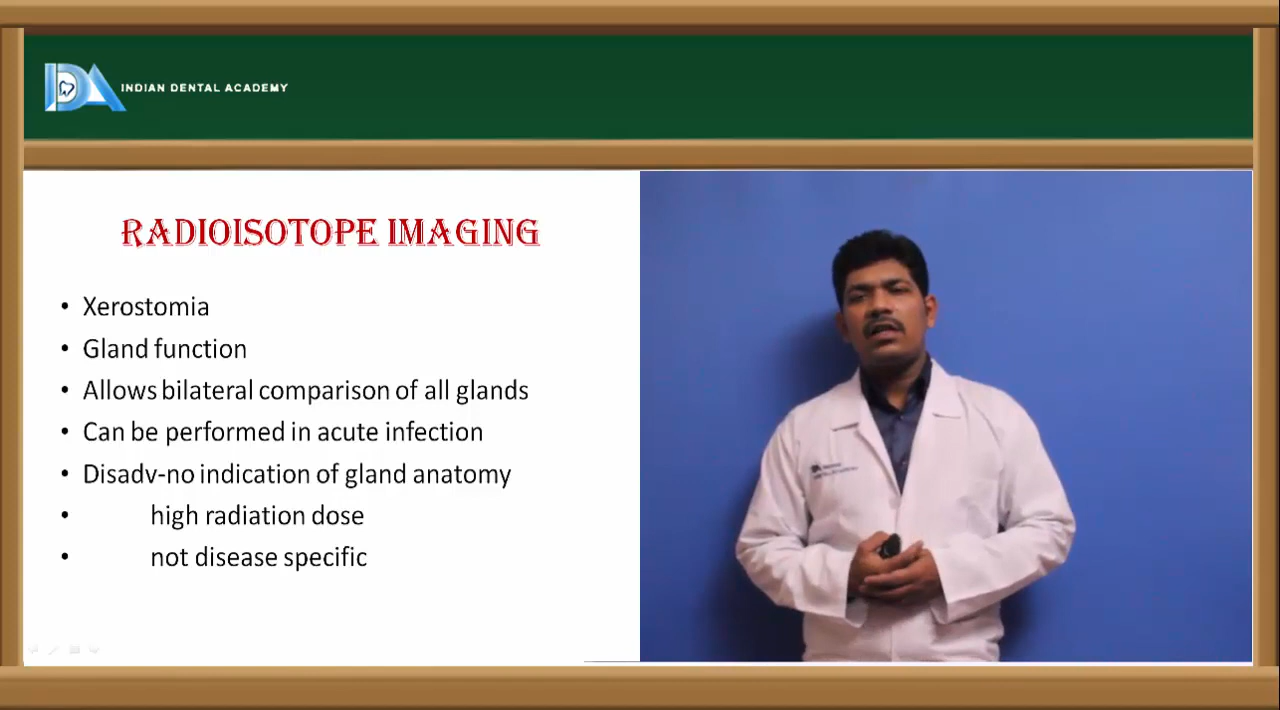 INDIAN DENTAL ACADEMY
RADIOISOTOPE IMAGING
• Xerostomia
• Gland function
• Allows bilateral comparison of all glands
• Can be performed in acute infection
• Disadv-no indication of gland anatomy
• high radiation dose
• not disease specific